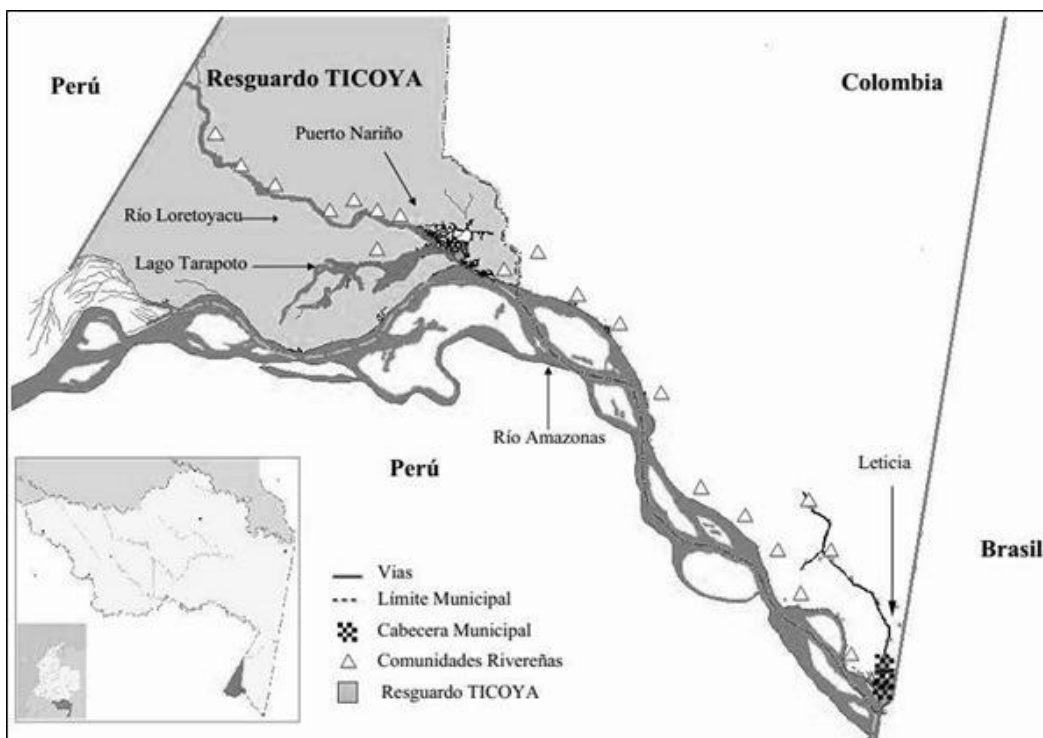 Perú
Resguardo TICOYA
Colombia
Puerto Nariño
Río Loretoyacu
Lago Tarapoto
Río Amazonas
Perú
Leticia
Brasil
Vias
Límite Municipal
Cabecera Municipal
Comunidades Rivereñas
Resguardo TICOYA